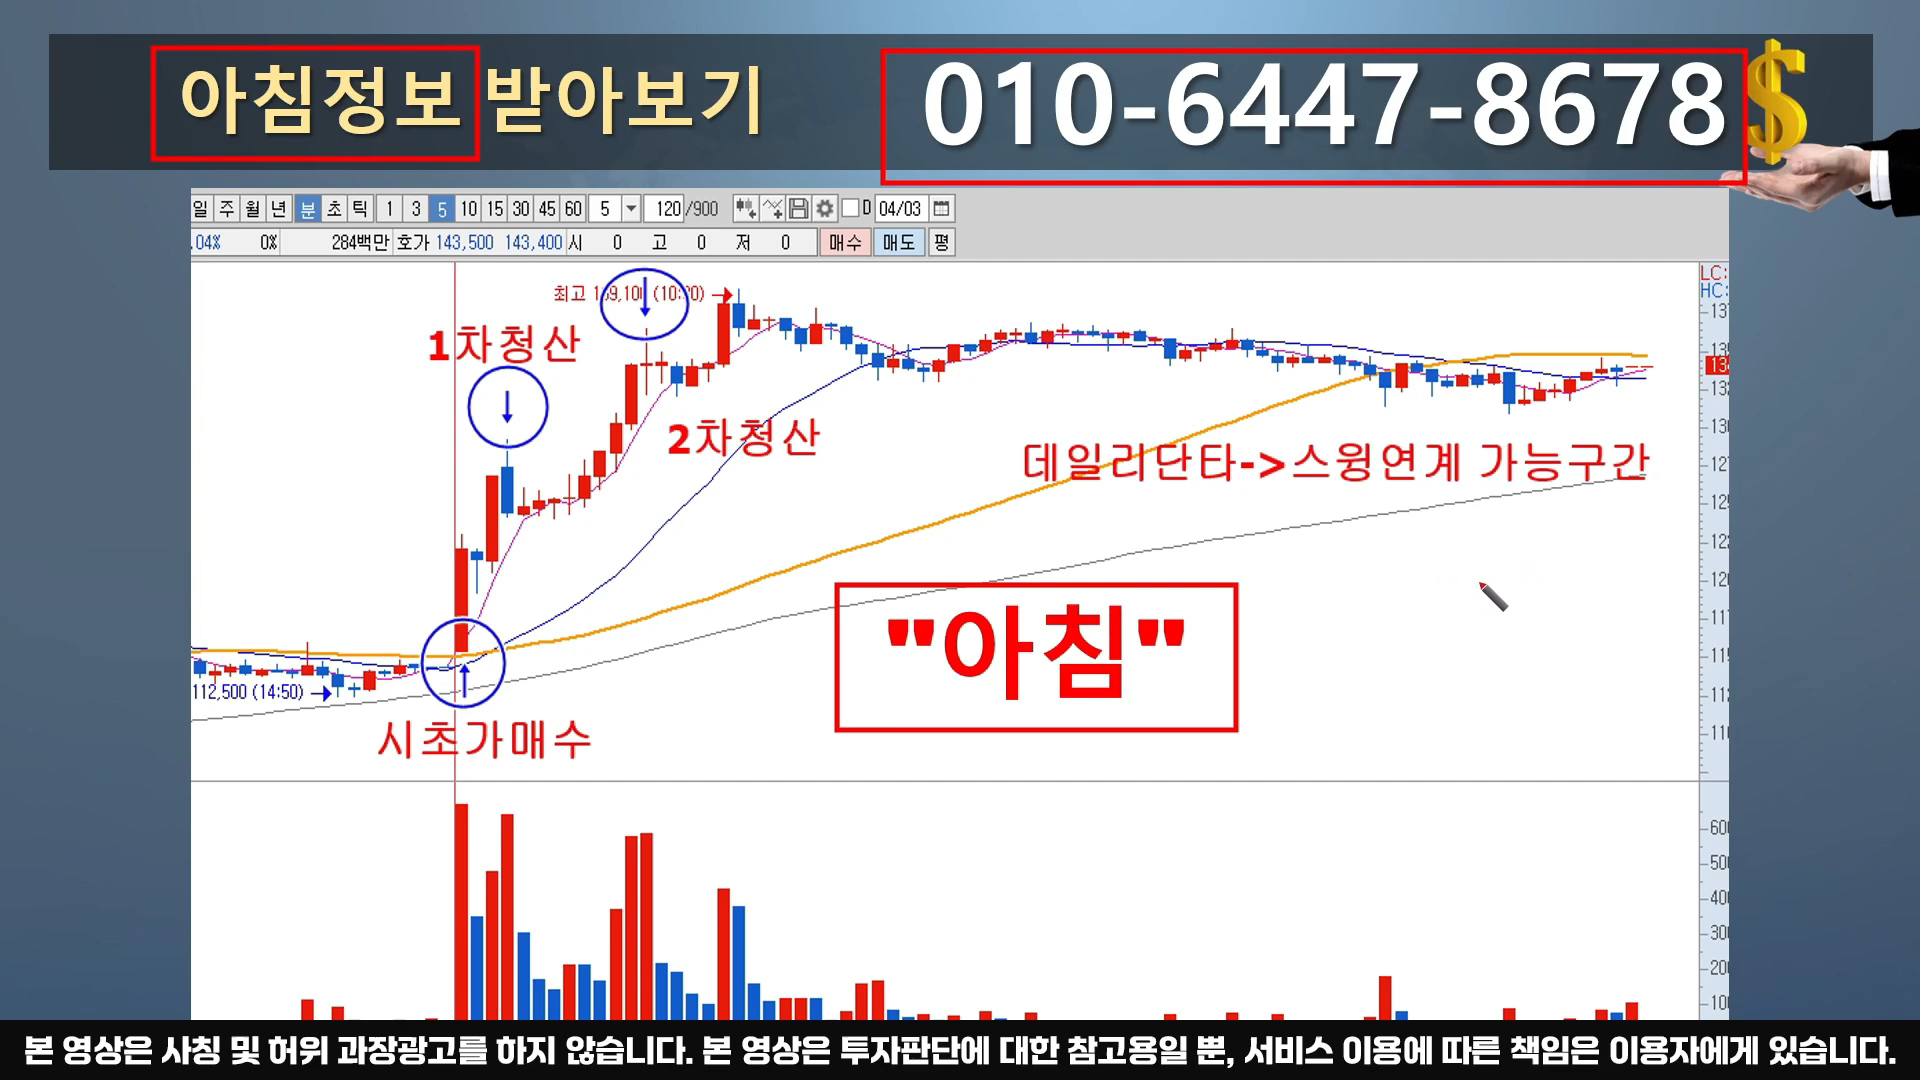 아침정보 받아보기 010-6447-8678
일 주 월 년 분 초 틱 1 3 5 10 15 30 45 60 5 120 /900 D 04/03
.04% 0% 284백만 호가 143,500 143,400 시 0 고 0 저 0 매수 매도 평
LC:
HC:
1차청산
2차청산
데일리단타->스윙연계 가능구간
"아침"
112,500 (14:50)
시초가매수
본 영상은 사칭 및 허위 과장광고를 하지 않습니다. 본 영상은 투자판단에 대한 참고용일 뿐, 서비스 이용에 따른 책임은 이용자에게 있습니다.